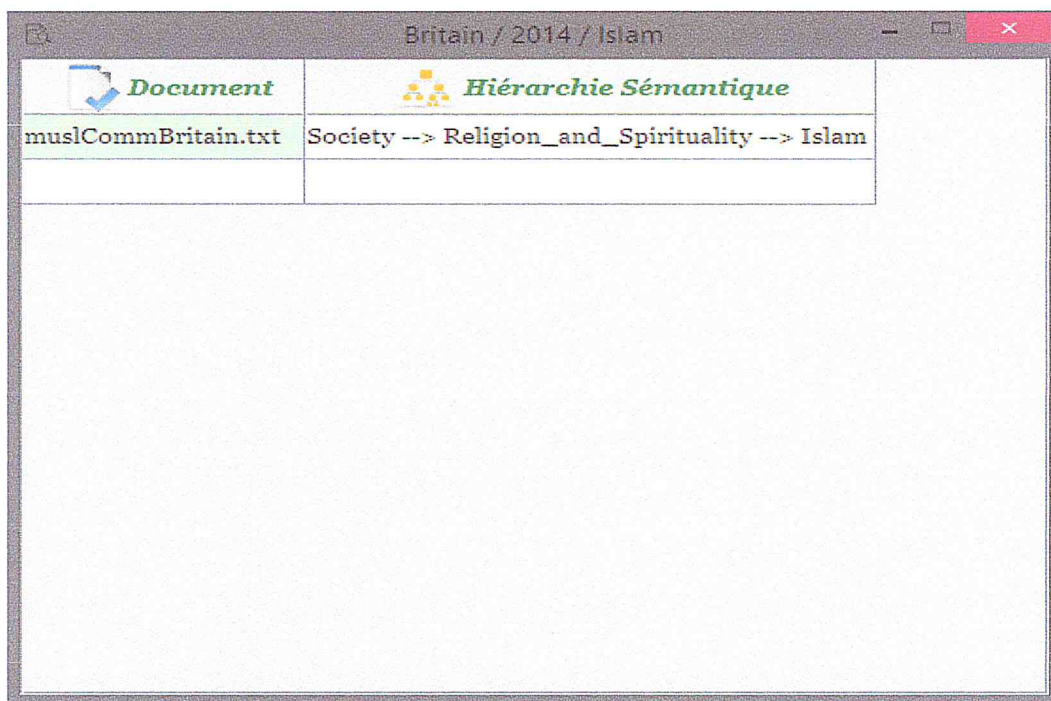 Britain / 2014 / Islam
Document Hiérarchie Sémantique
muslCommBritain.txt Society --> Religion_and_Spirituality --> Islam